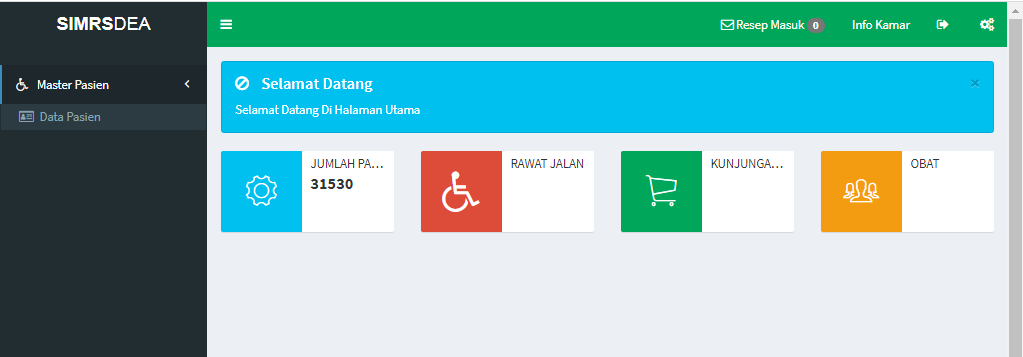 SIMRSDEA
Resep Masuk 0
Info Kamar
Master Pasien
Data Pasien
Selamat Datang
×
Selamat Datang Di Halaman Utama
JUMLAH PA...
31530
RAWAT JALAN
KUNJUNGA...
OBAT